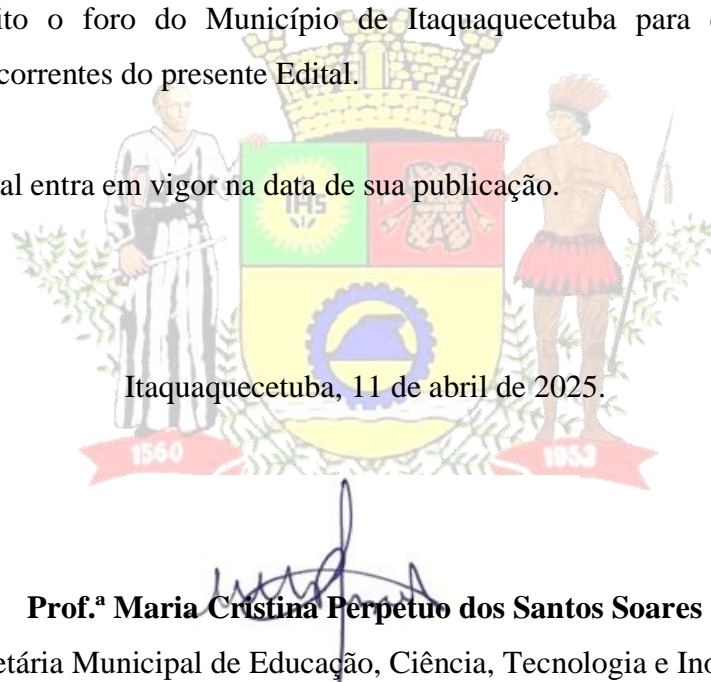 ito o foro do Município de Itaquaquecetuba para
correntes do presente Edital.
al entra em vigor na data de sua publicação.
IHS
Itaquaquecetuba, 11 de abril de 2025.
1560 1953
Prof.ª Maria Cristina Perpetuo dos Santos Soares
etária Municipal de Educação, Ciência, Tecnologia e Ino